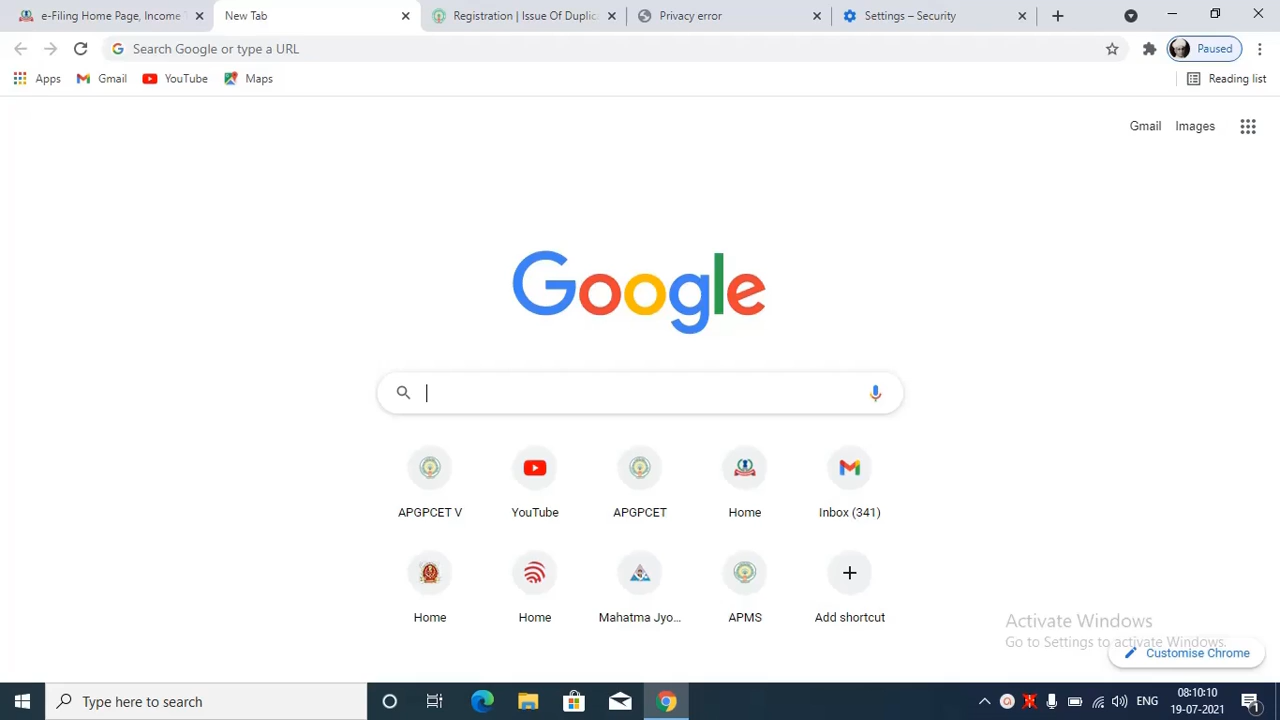 e-Filing Home Page, Income T
New Tab
Registration | Issue Of Duplic
Privacy error
Settings – Security
Search Google or type a URL
Paused
Apps
Gmail
YouTube
Maps
Reading list
Gmail
Images
Google
APGPCET V
YouTube
APGPCET
Home
Inbox (341)
Home
Home
Mahatma Jyo...
APMS
Add shortcut
Activate Windows
Go to Settings to activate Windows.
Customise Chrome
Type here to search
ENG
08:10:10
19-07-2021
1